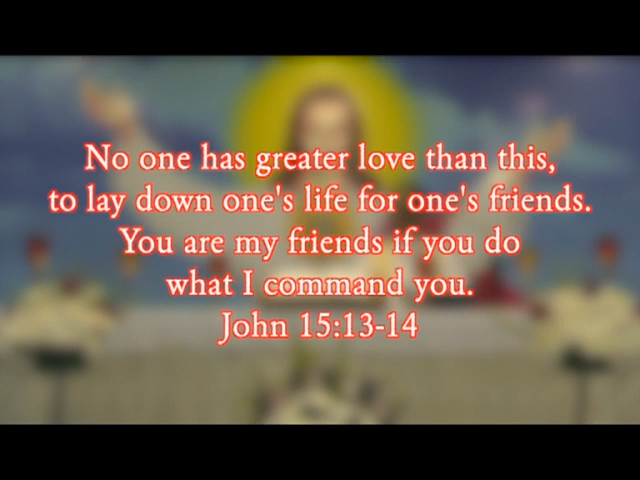 No one has greater love than this,
to lay down one's life for one's friends.
You are my friends if you do
what I command you.
John 15:13-14